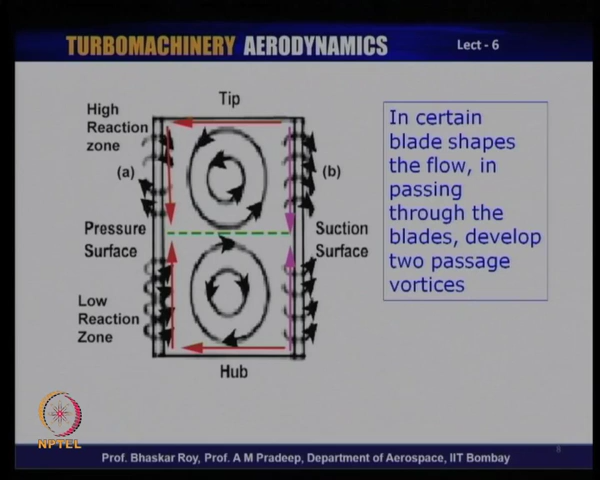 TURBOMACHINERY AERODYNAMICS
Lect - 6
Tip
High
Reaction
zone
(a)
(b)
Pressure
Surface
Suction
Surface
Low
Reaction
Zone
Hub
In certain
blade shapes
the flow, in
passing
through the
blades, develop
two passage
vortices
NPTEL
Prof. Bhaskar Roy, Prof. A M Pradeep, Department of Aerospace, IIT Bombay
8